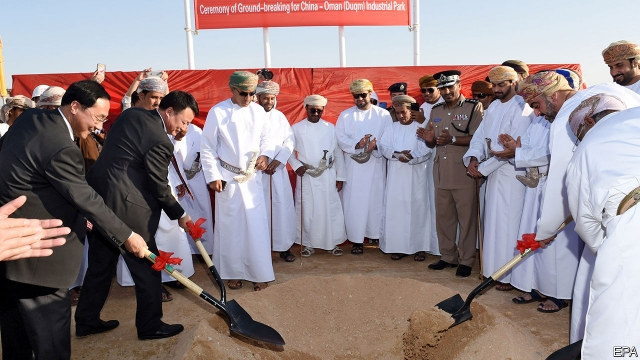 Ceremony of Ground-breaking for China - Oman (Duqm) Industrial Park
EPA